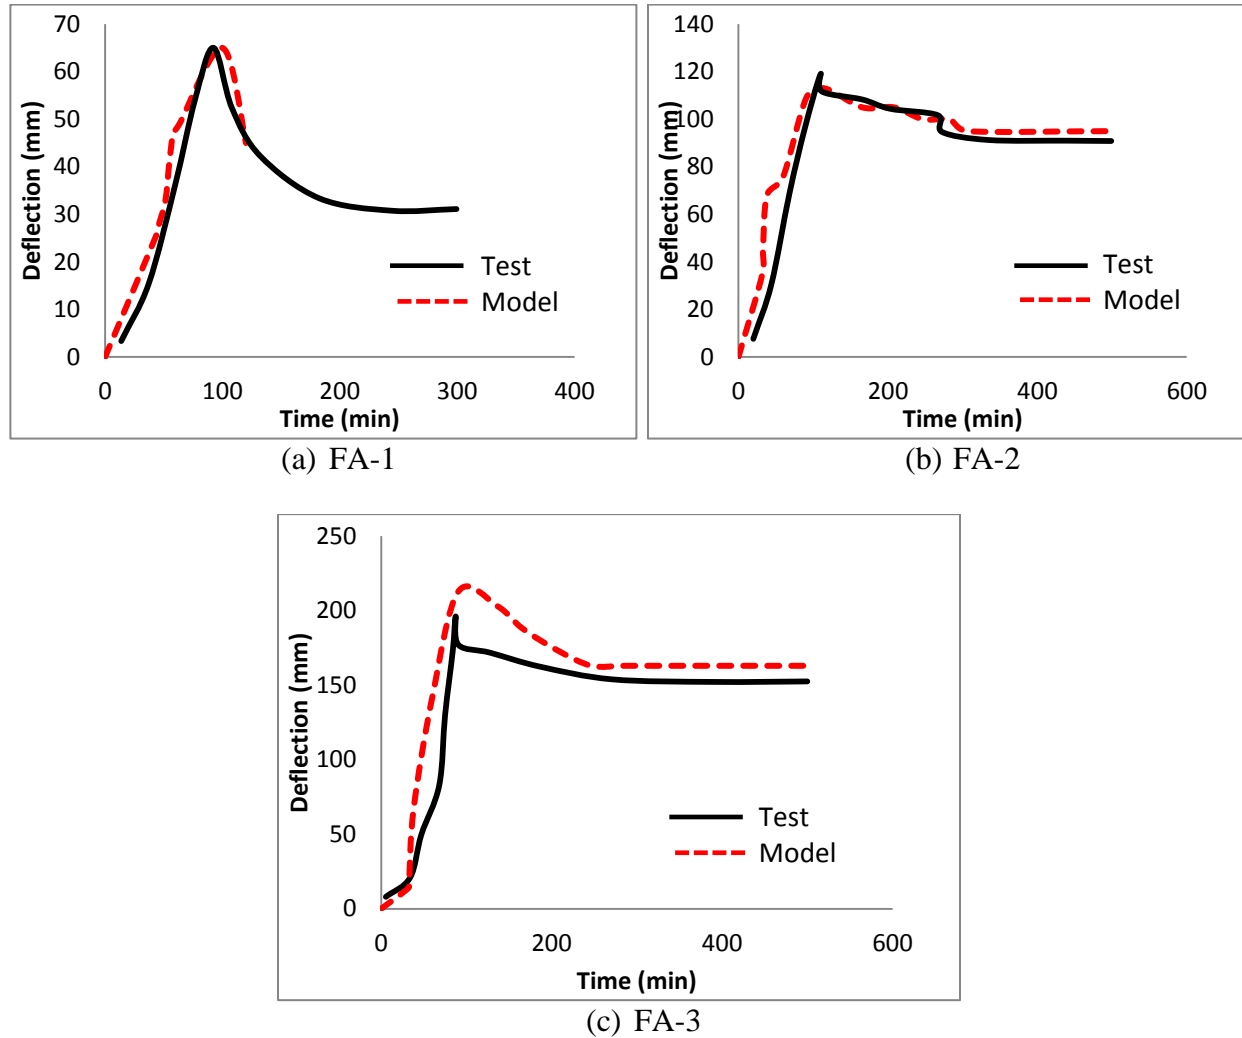 70
60
50
40
30
20
10
0
Deflection (mm)
0 100 200 300 400
Time (min)
Test
Model
(a) FA-1
140
120
100
80
60
40
20
0
Deflection (mm)
0 200 400 600
Time (min)
Test
Model
(b) FA-2
250
200
150
100
50
0
Deflection (mm)
0 200 400 600
Time (min)
Test
Model
(c) FA-3